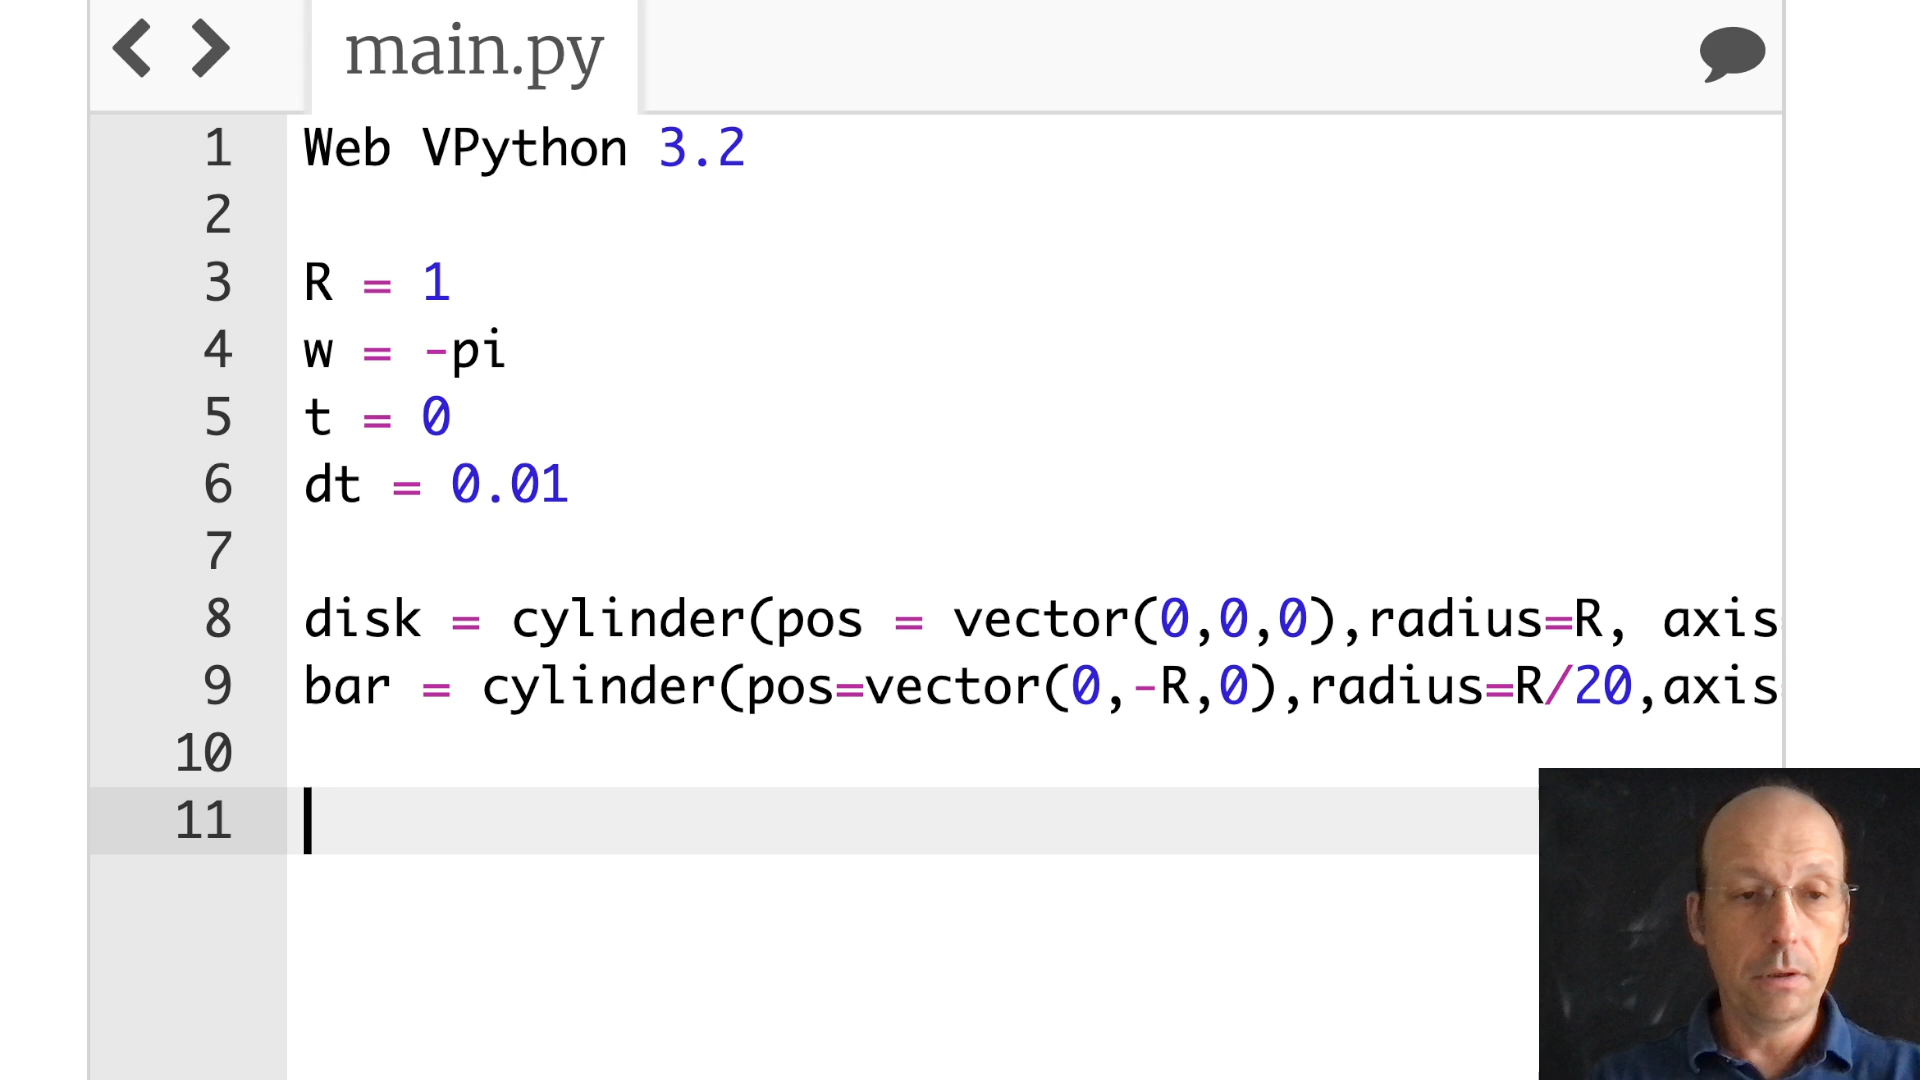 main.py
1 Web VPython 3.2
2
3 R = 1
4 w = -pi
5 t = 0
6 dt = 0.01
7
8 disk = cylinder(pos = vector(0,0,0),radius=R, axis
9 bar = cylinder(pos=vector(0,-R,0),radius=R/20,axis
10
11